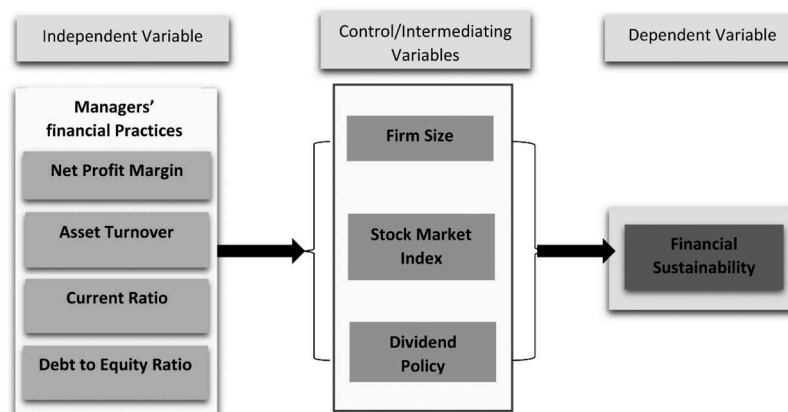 Independent Variable
Control/Intermediating
Variables
Dependent Variable
Managers'
financial Practices
Net Profit Margin
Asset Turnover
Current Ratio
Debt to Equity Ratio
Firm Size
Stock Market
Index
Dividend
Policy
Financial
Sustainability